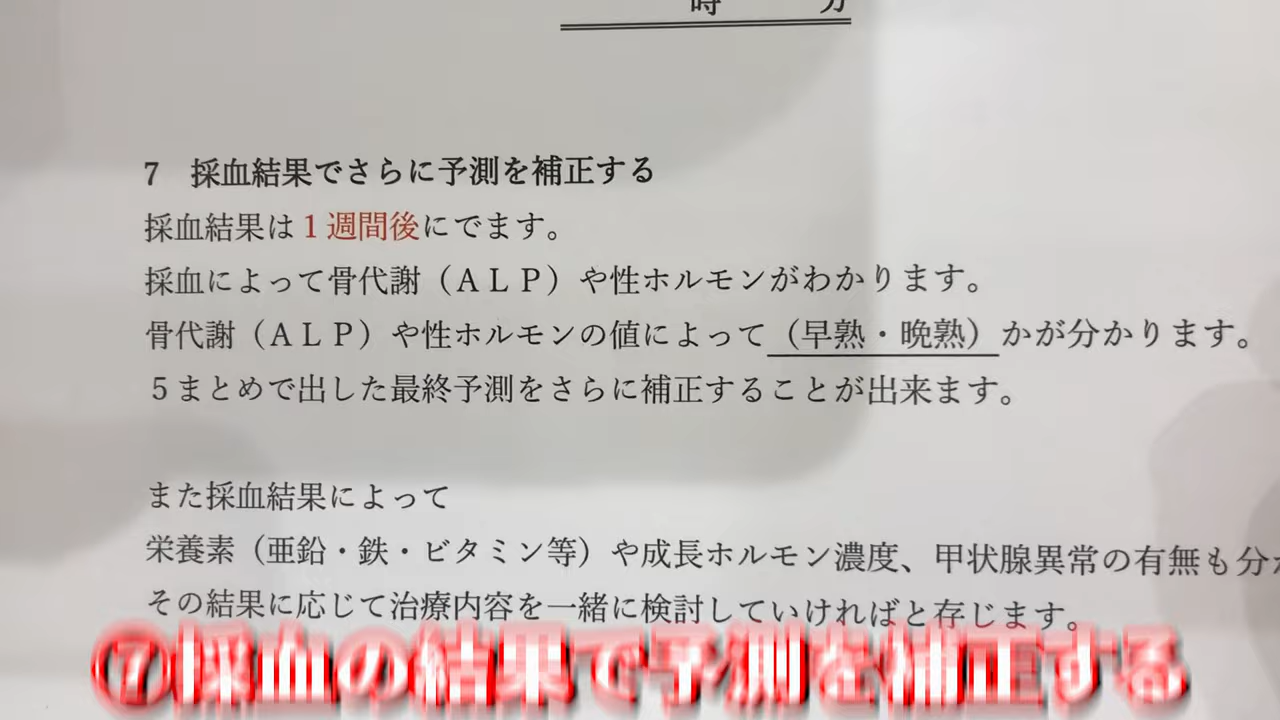 時 分
7 採血結果でさらに予測を補正する
採血結果は1週間後にでます。
採血によって骨代謝（ＡＬＰ）や性ホルモンがわかります。
骨代謝（ＡＬＰ）や性ホルモンの値によって（早熟・晩熟）かが分かります。
５まとめで出した最終予測をさらに補正することが出来ます。
また採血結果によって
栄養素（亜鉛・鉄・ビタミン等）や成長ホルモン濃度、甲状腺異常の有無も分か
その結果に応じて治療内容を一緒に検討していければと存じます。
⑦採血の結果で予測を補正する